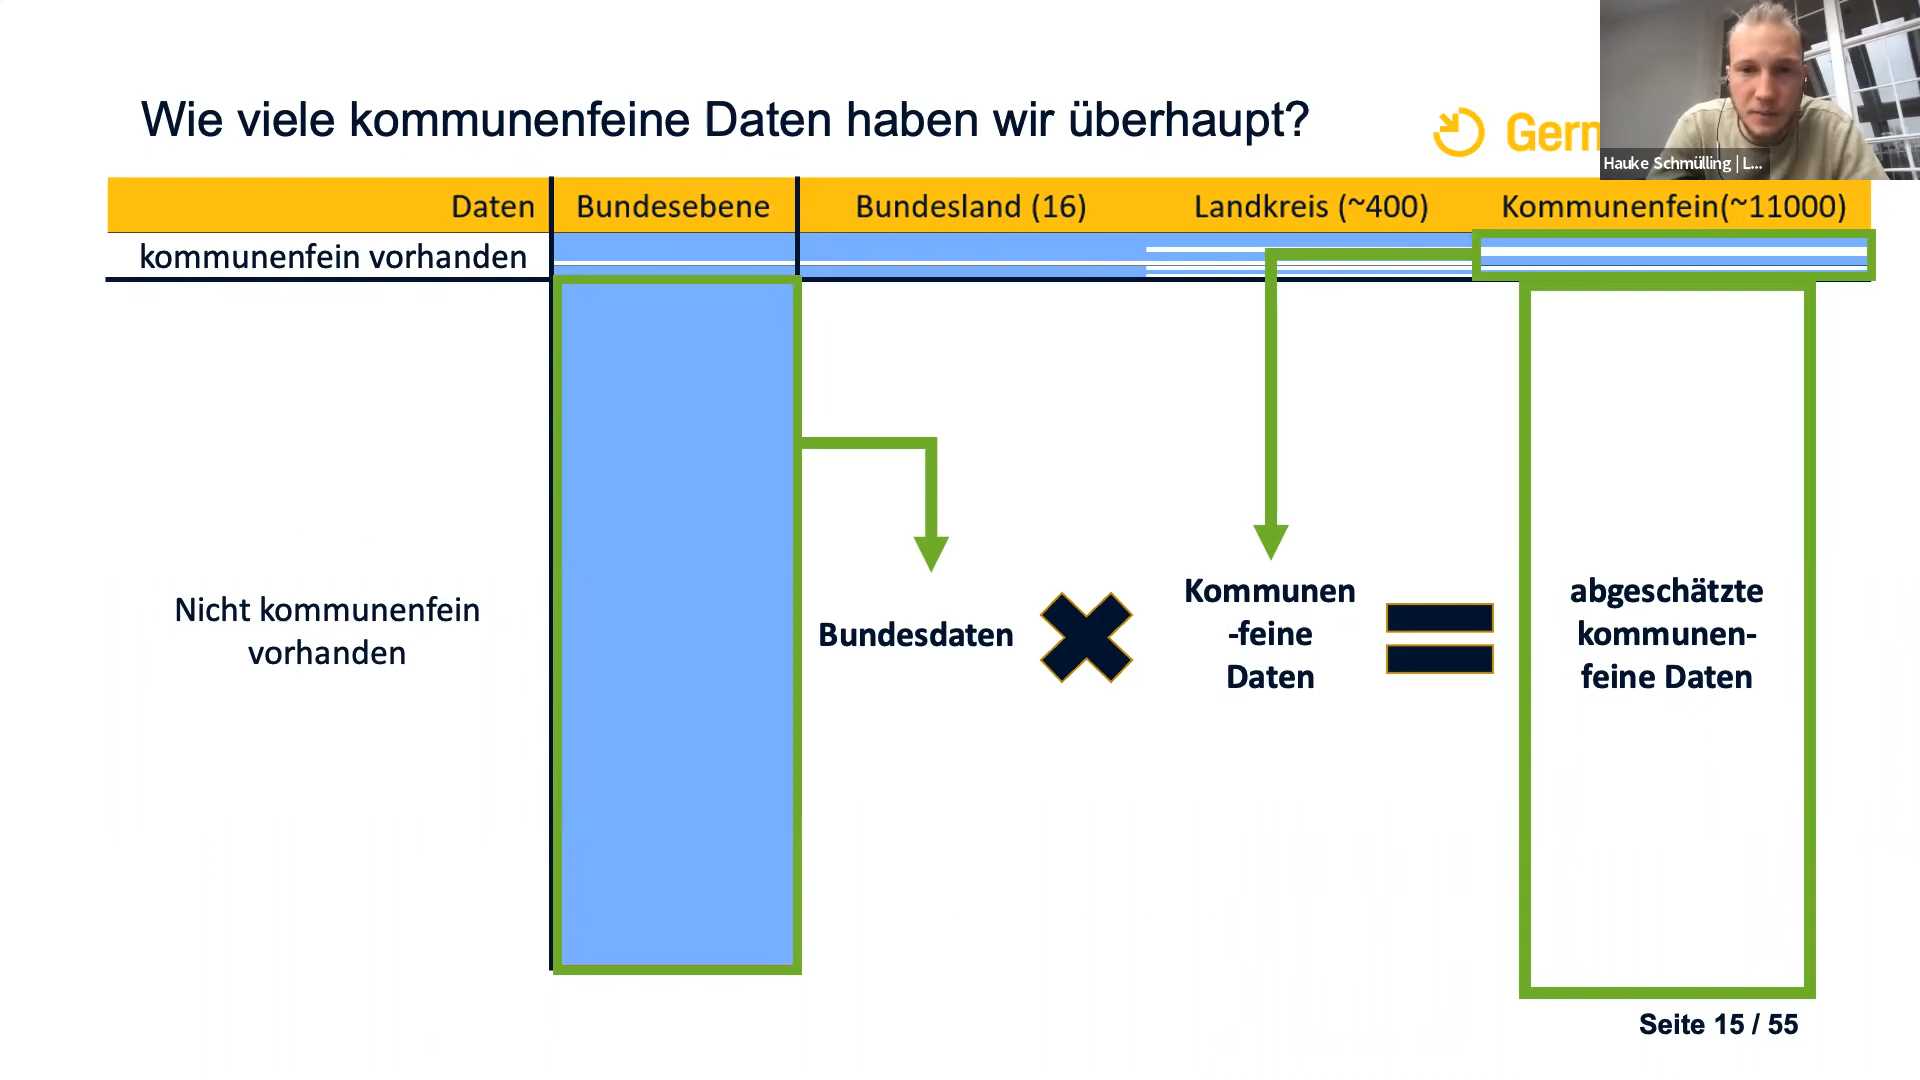 Wie viele kommunenfeine Daten haben wir überhaupt?
Gern
Hauke Schmülling | L...
Daten Bundesebene Bundesland (16) Landkreis (~400) Kommunenfein(~11000)
kommunenfein vorhanden
Nicht kommunenfein
vorhanden
Bundesdaten
Kommunen
-feine
Daten
abgeschätzte
kommunen-
feine Daten
Seite 15 / 55